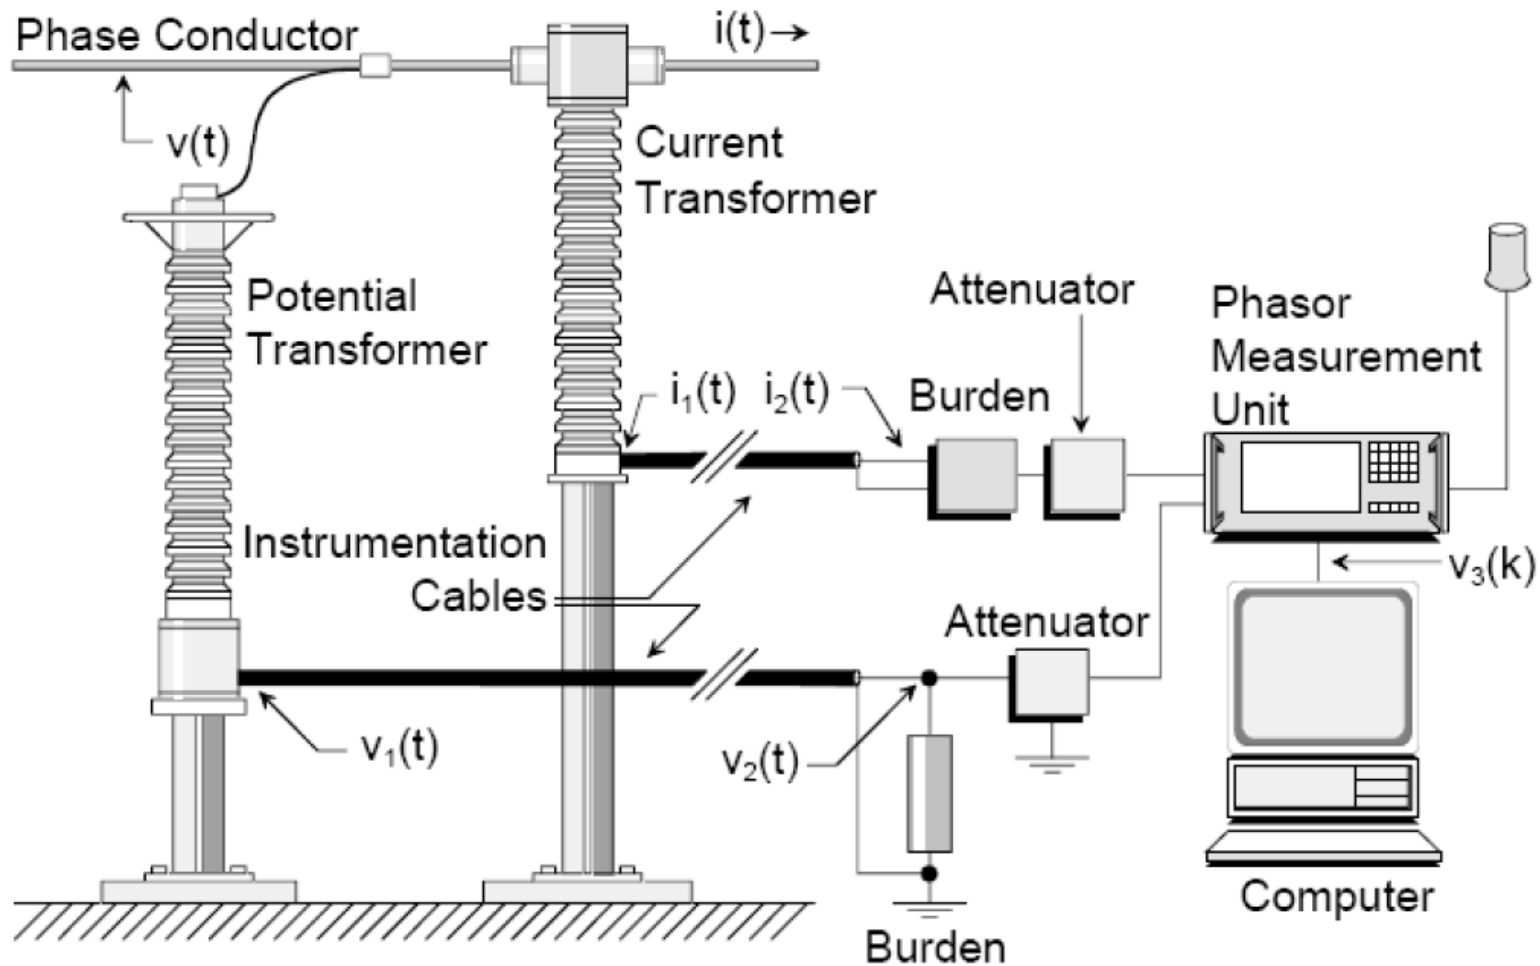 Phase Conductor
i(t)
v(t)
Current
Transformer
Potential
Transformer
Attenuator
Phasor
Measurement
Unit
i₁(t)
i₂(t)
Burden
Instrumentation
Cables
v₃(k)
Attenuator
v₁(t)
v₂(t)
Computer
Burden